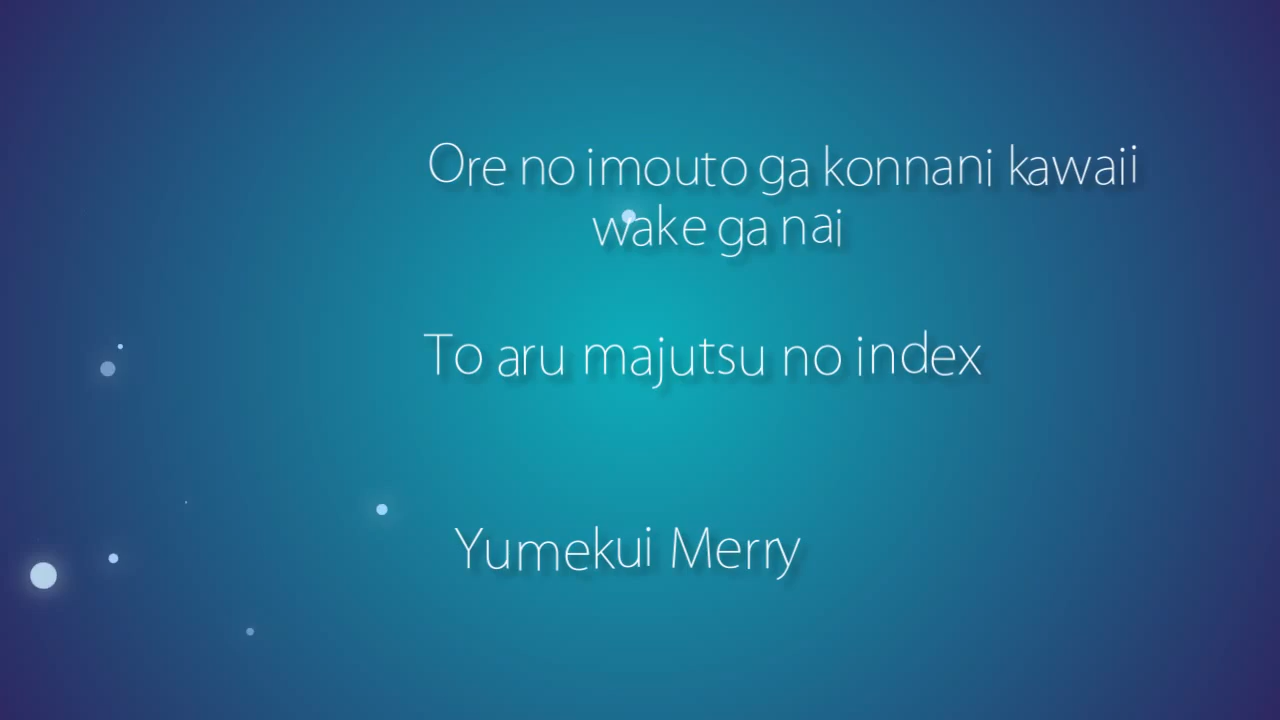 Ore no imouto ga konnani kawaii
wake ga nai
To aru majutsu no index
Yumekui Merry